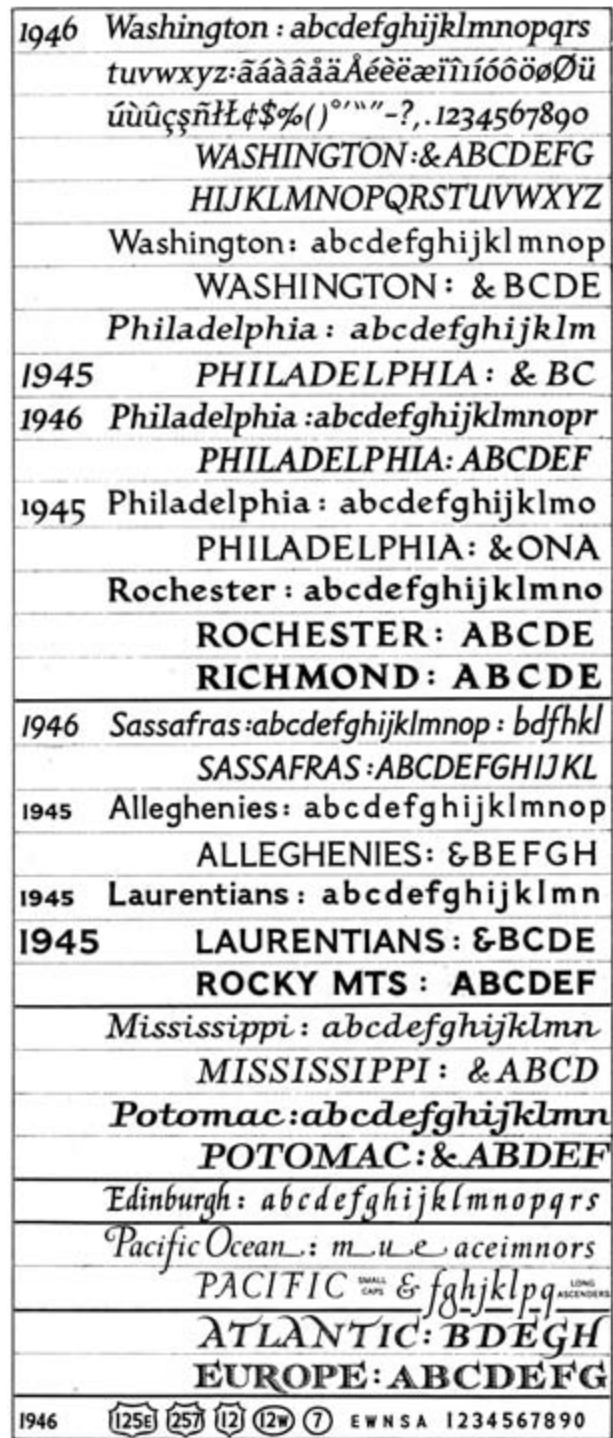 1946 Washington : abcdefghijklmnopqrs
tuvwxyz:ãáàâåäÅéèëæïîıíóôöøØü
úùûçşñłŁ¢$%()°′‵‶″-?,.1234567890
WASHINGTON:&ABCDEFG
HIJKLMNOPQRSTUVWXYZ
Washington: abcdefghijklmnop
WASHINGTON: & BCDE
Philadelphia: abcdefghijklm
1945 PHILADELPHIA: & BC
1946 Philadelphia :abcdefghijklmnopr
PHILADELPHIA: ABCDEF
1945 Philadelphia: abcdefghijklmo
PHILADELPHIA: &ONA
Rochester : abcdefghijklmno
ROCHESTER: ABCDE
RICHMOND: ABCDE
1946 Sassafras:abcdefghijklmnop : bdfhkl
SASSAFRAS :ABCDEFGHIJKL
1945 Alleghenies: abcdefghijklmnop
ALLEGHENIES: &BEFGH
1945 Laurentians: abcdefghijklmn
1945 LAURENTIANS: &BCDE
ROCKY MTS : ABCDEF
Mississippi: abcdefghijklmn
MISSISSIPPI: &ABCD
Potomac:abcdefghijklmn
POTOMAC:&ABDEF
Edinburgh: abcdefghijklmnopqrs
Pacific Ocean : m u e aceimnors
PACIFIC SMALL CAPS & fghjklpq LONG ASCENDERS
ATLANTIC: BDEGH
EUROPE:ABCDEFG
1946 125E 257 12 12W 7 EWNSA 1234567890